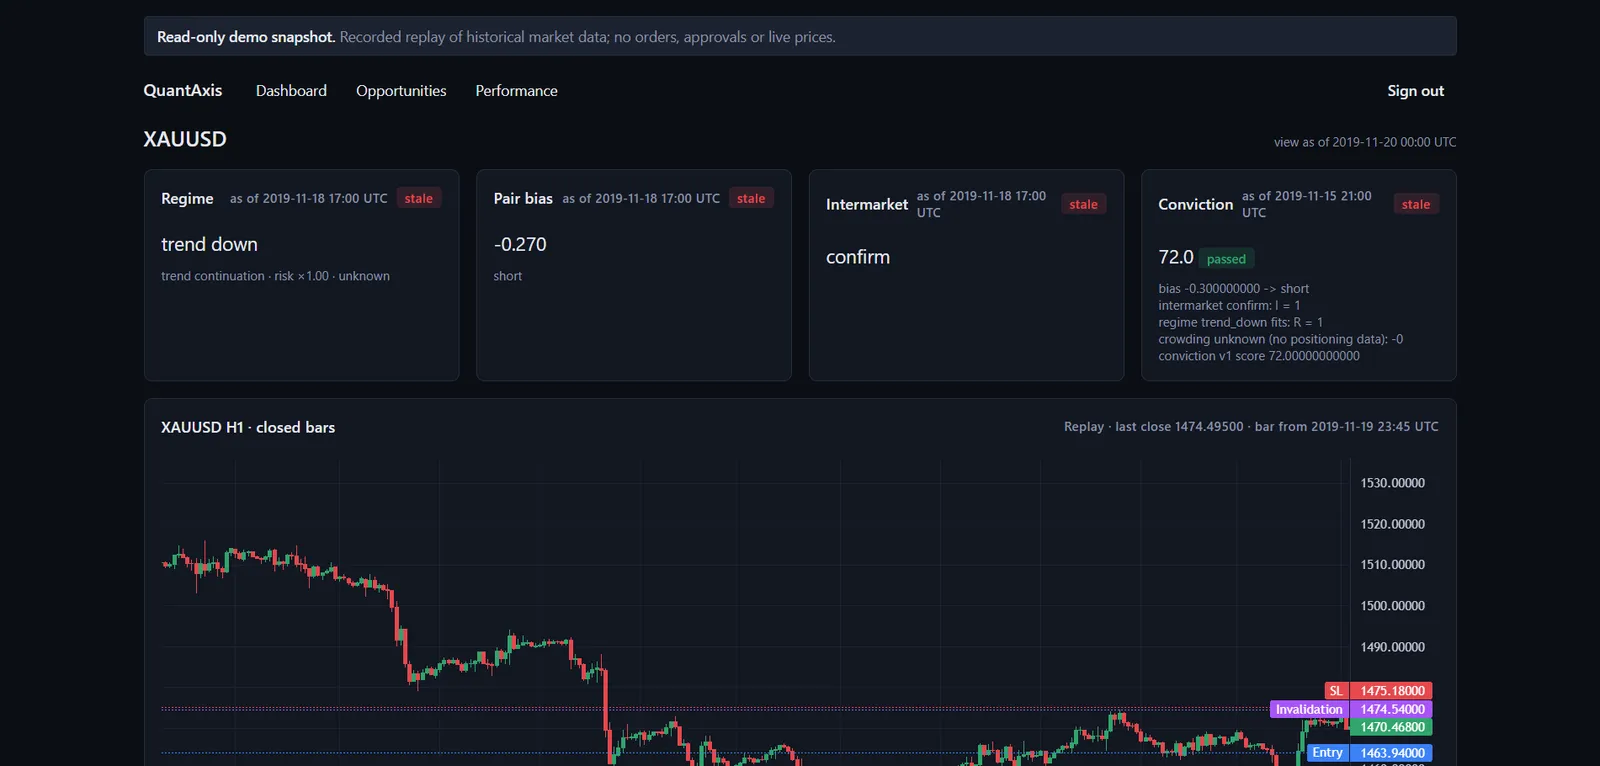 Read-only demo snapshot. Recorded replay of historical market data; no orders, approvals or live prices.
QuantAxis Dashboard Opportunities Performance Sign out
XAUUSD
view as of 2019-11-20 00:00 UTC
Regime as of 2019-11-18 17:00 UTC stale
trend down
trend continuation · risk ×1.00 · unknown
Pair bias as of 2019-11-18 17:00 UTC stale
-0.270
short
Intermarket as of 2019-11-18 17:00
UTC
stale
confirm
Conviction as of 2019-11-15 21:00
UTC
stale
72.0 passed
bias -0.300000000 -> short
intermarket confirm: I = 1
regime trend_down fits: R = 1
crowding unknown (no positioning data): -0
conviction v1 score 72.00000000000
XAUUSD H1 · closed bars
Replay · last close 1474.49500 · bar from 2019-11-19 23:45 UTC
1530.00000
1520.00000
1510.00000
1500.00000
1490.00000
SL 1475.18000
Invalidation 1474.54000
1470.46800
Entry 1463.94000